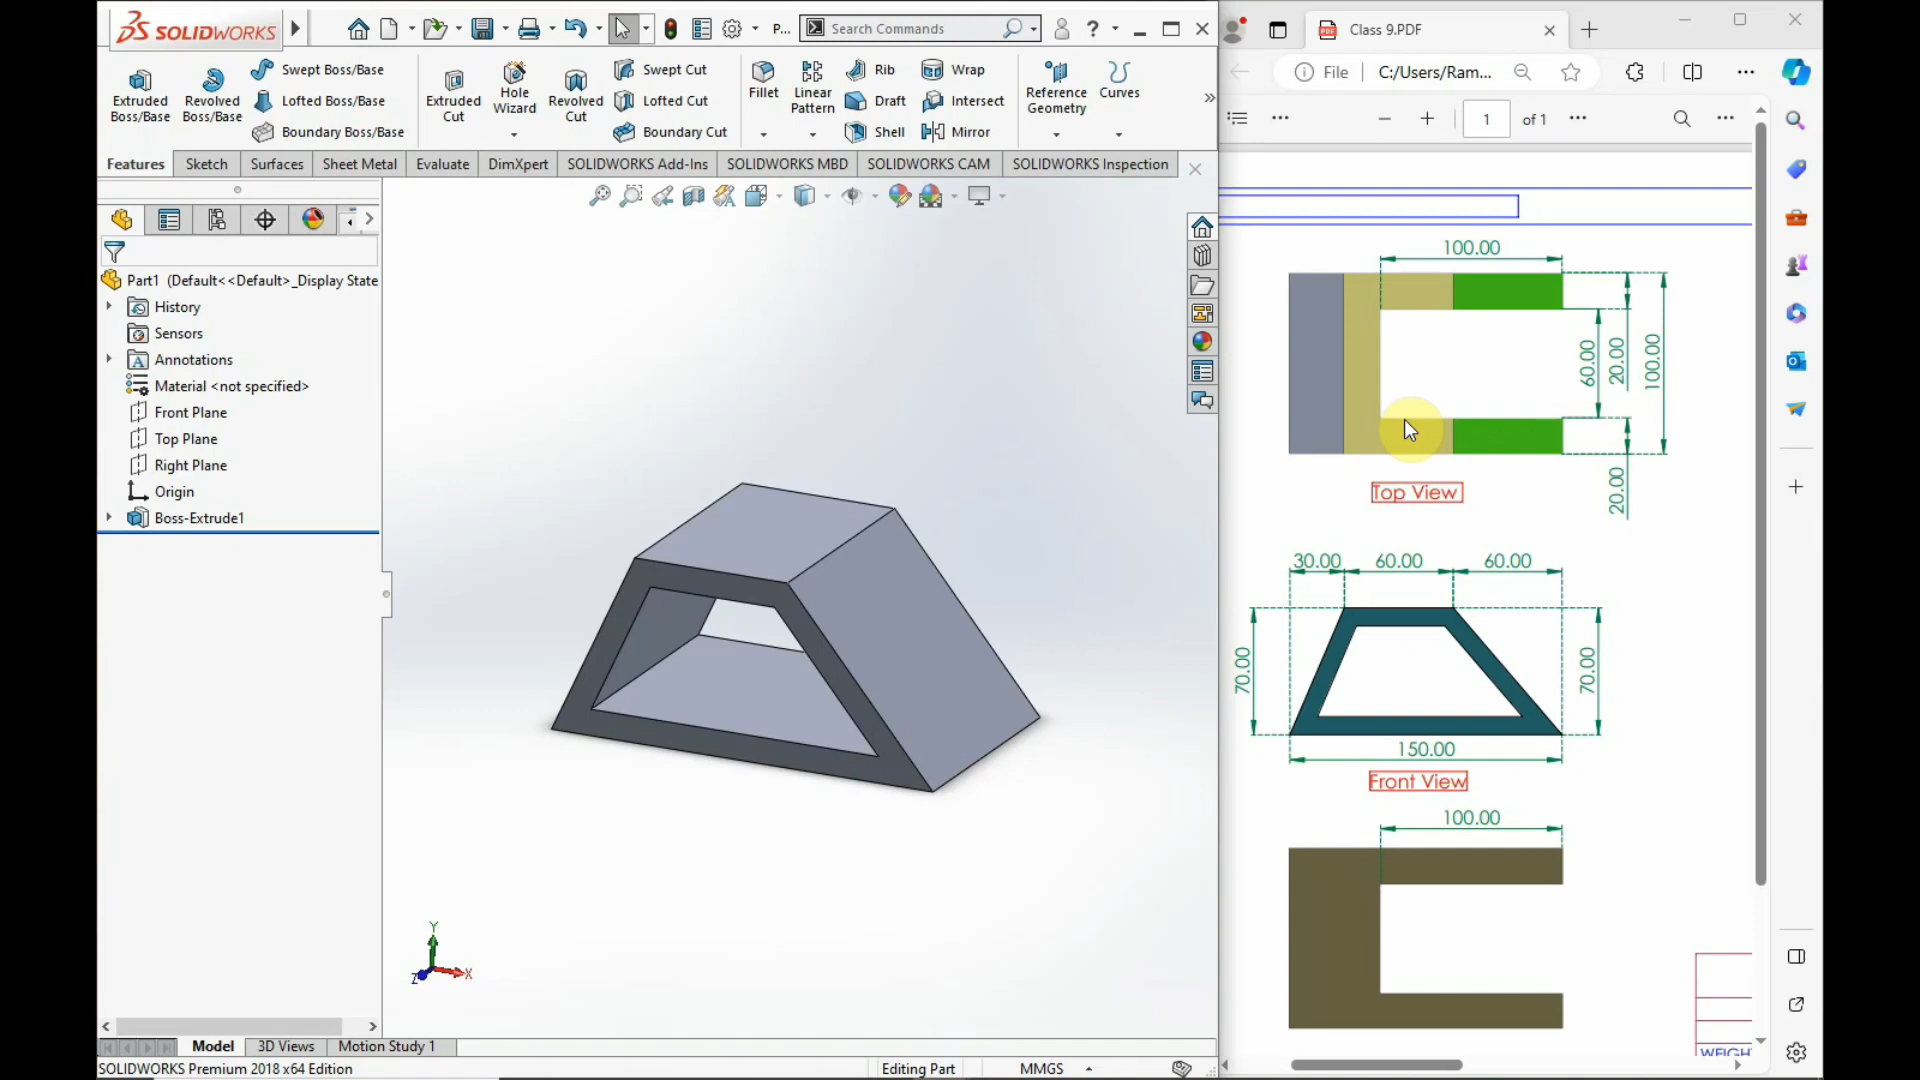 SOLIDWORKS
P...
Search Commands
?
Class 9.PDF
Extruded Boss/Base
Revolved Boss/Base
Swept Boss/Base
Lofted Boss/Base
Boundary Boss/Base
Extruded Cut
Hole Wizard
Revolved Cut
Swept Cut
Lofted Cut
Boundary Cut
Fillet
Linear Pattern
Rib
Draft
Shell
Wrap
Intersect
Mirror
Reference Geometry
Curves
File
C:/Users/Ram...
1
of 1
Features
Sketch
Surfaces
Sheet Metal
Evaluate
DimXpert
SOLIDWORKS Add-Ins
SOLIDWORKS MBD
SOLIDWORKS CAM
SOLIDWORKS Inspection
Part1 (Default<<Default>_Display State
History
Sensors
Annotations
Material <not specified>
Front Plane
Top Plane
Right Plane
Origin
Boss-Extrude1
Y
X
Z
100.00
60.00
20.00
100.00
20.00
Top View
30.00
60.00
60.00
70.00
70.00
150.00
Front View
100.00
WEIGH
Model
3D Views
Motion Study 1
SOLIDWORKS Premium 2018 x64 Edition
Editing Part
MMGS